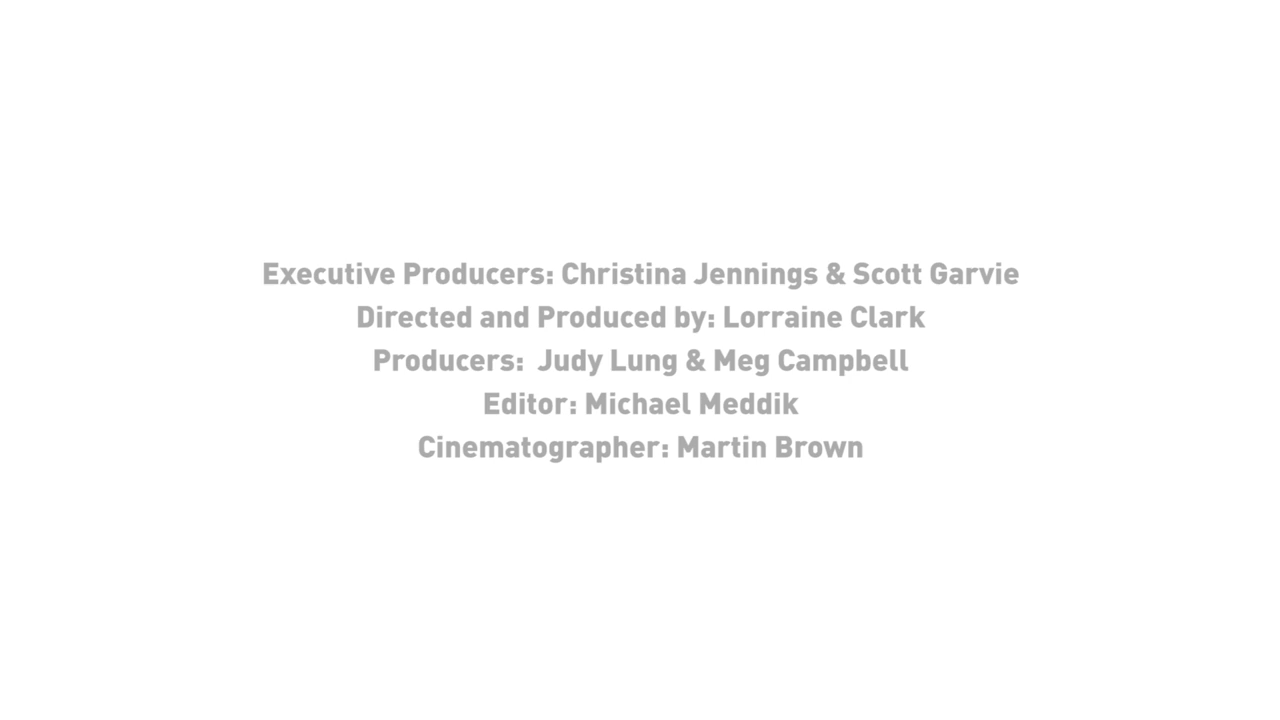 Executive Producers: Christina Jennings & Scott Garvie
Directed and Produced by: Lorraine Clark
Producers:  Judy Lung & Meg Campbell
Editor: Michael Meddik
Cinematographer: Martin Brown